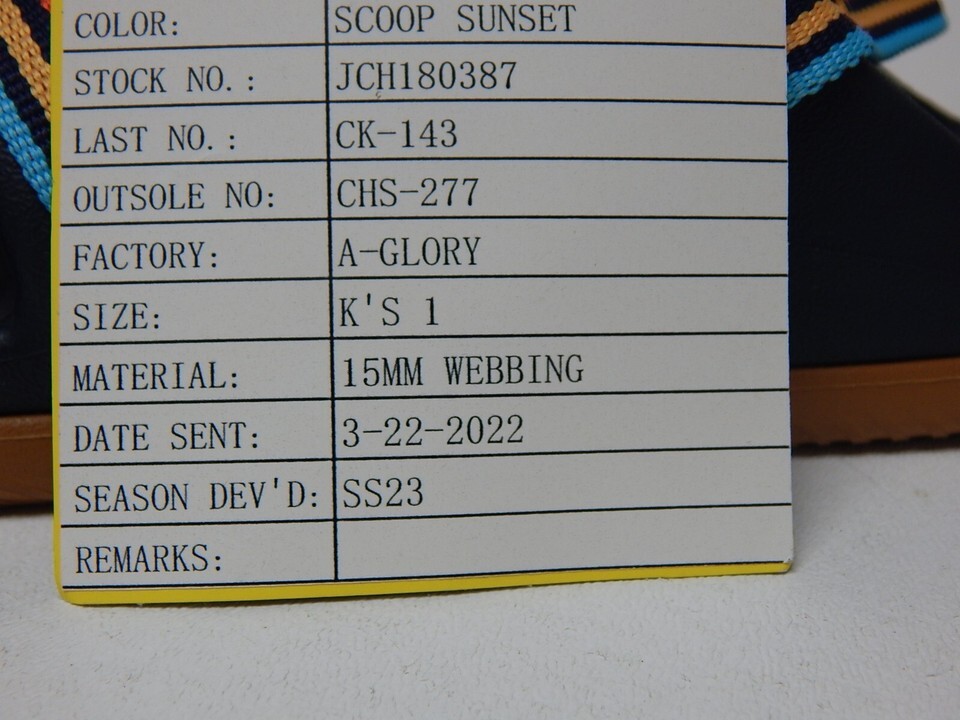 COLOR: SCOOP SUNSET
STOCK NO.: JCH180387
LAST NO.: CK-143
OUTSOLE NO: CHS-277
FACTORY: A-GLORY
SIZE: K'S 1
MATERIAL: 15MM WEBBING
DATE SENT: 3-22-2022
SEASON DEV'D: SS23
REMARKS: